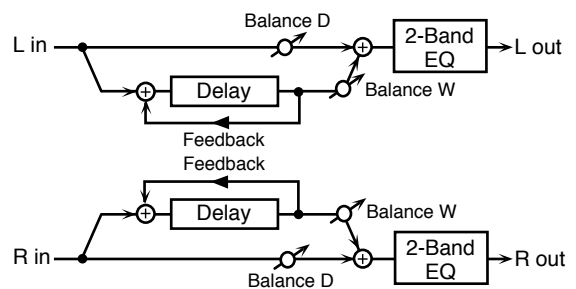 Balance D
L in
2-Band
EQ
L out
Delay
Balance W
Feedback
Feedback
Delay
Balance W
R in
2-Band
EQ
R out
Balance D